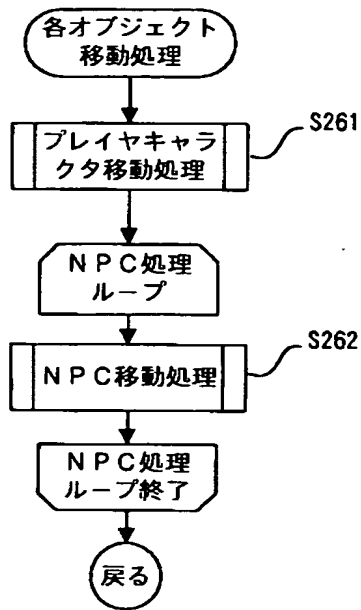 各オブジェクト
移動処理
プレイヤキャラ
クタ移動処理
S261
NPC処理
ループ
NPC移動処理
S262
NPC処理
ループ終了
戻る